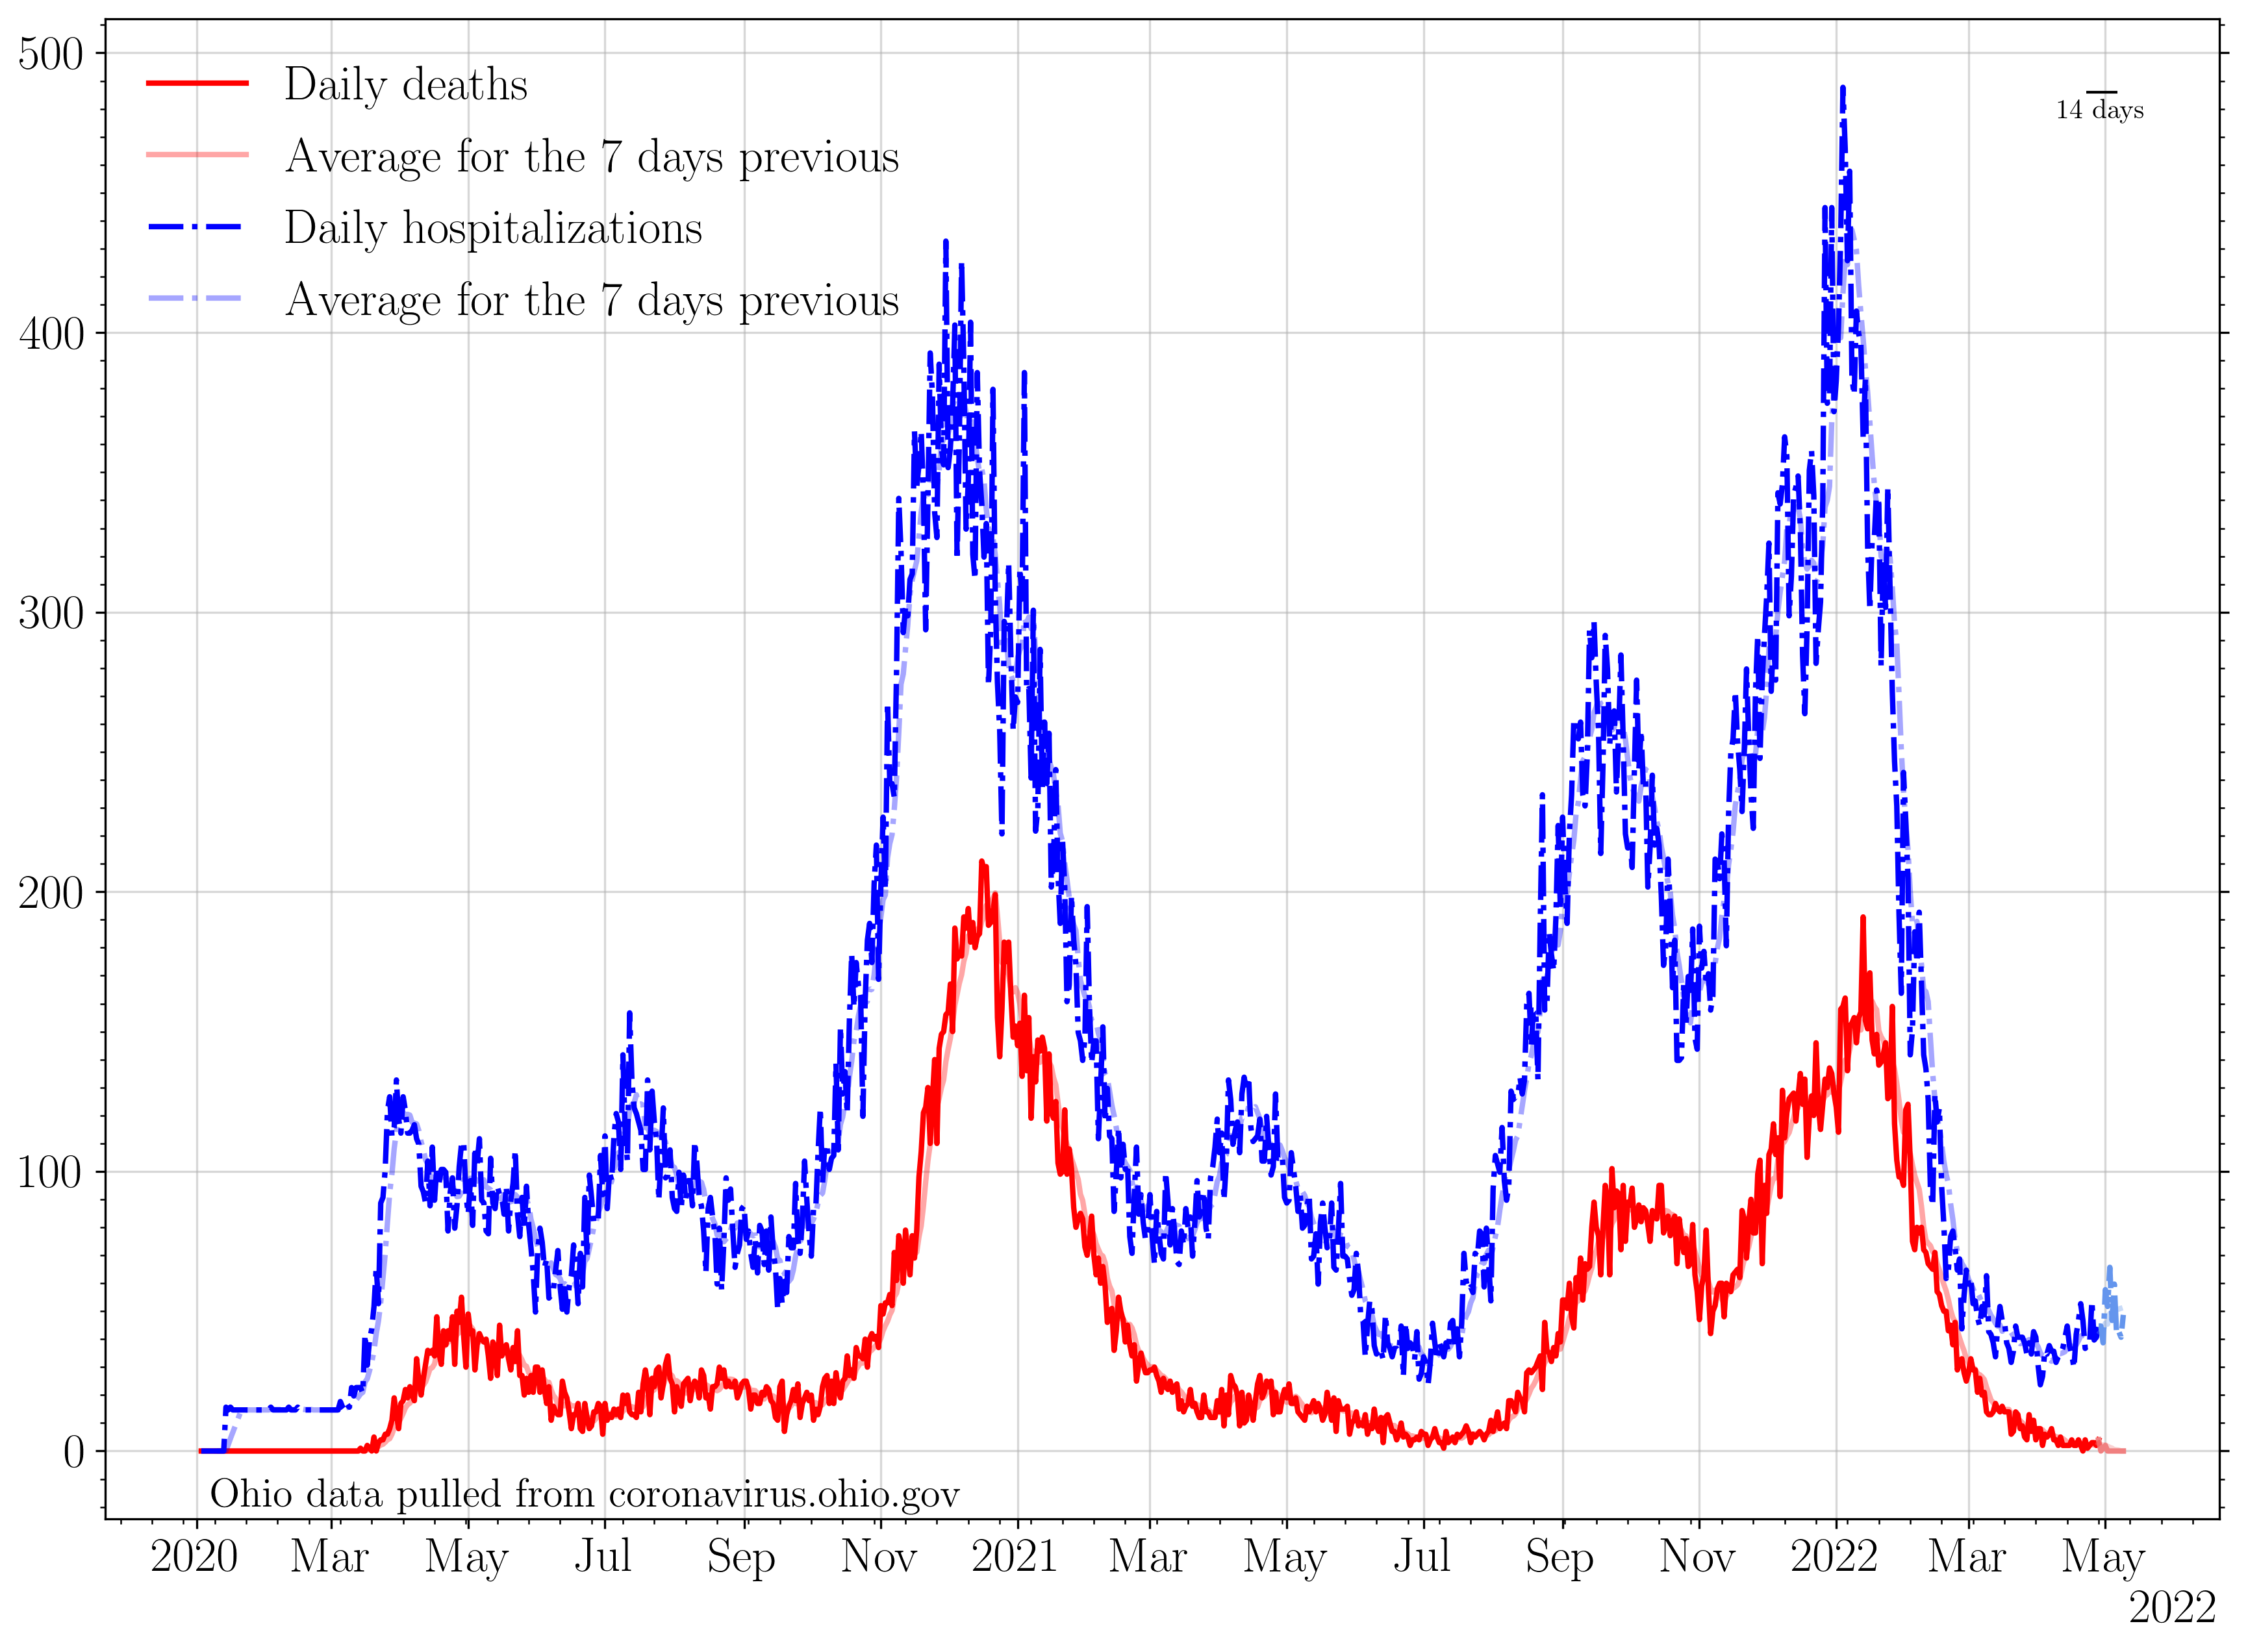 500
400
300
200
100
0
Daily deaths
Average for the 7 days previous
Daily hospitalizations
Average for the 7 days previous
14 days
Ohio data pulled from coronavirus.ohio.gov
2020 Mar May Jul Sep Nov 2021 Mar May Jul Sep Nov 2022 Mar May
2022